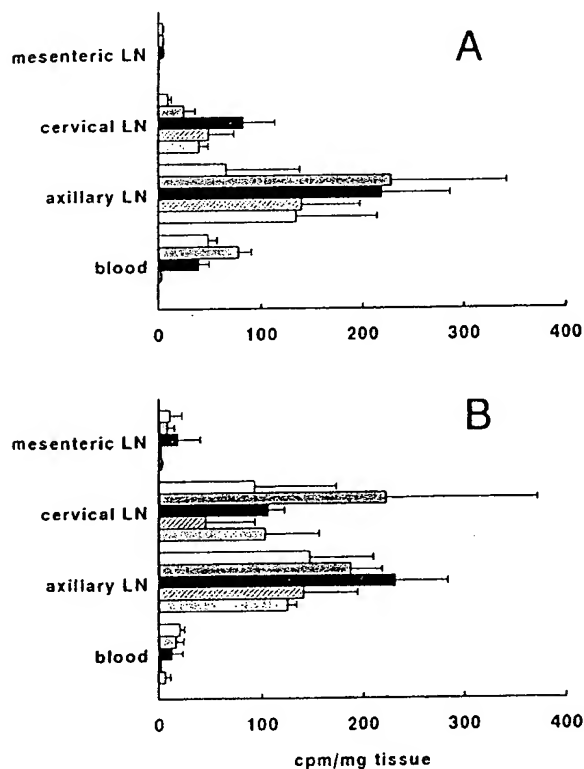 A
mesenteric LN
cervical LN
axillary LN
blood
0 100 200 300 400
B
mesenteric LN
cervical LN
axillary LN
blood
0 100 200 300 400
cpm/mg tissue